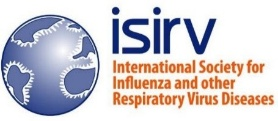 isirv
International Society for
Influenza and other
Respiratory Virus Diseases